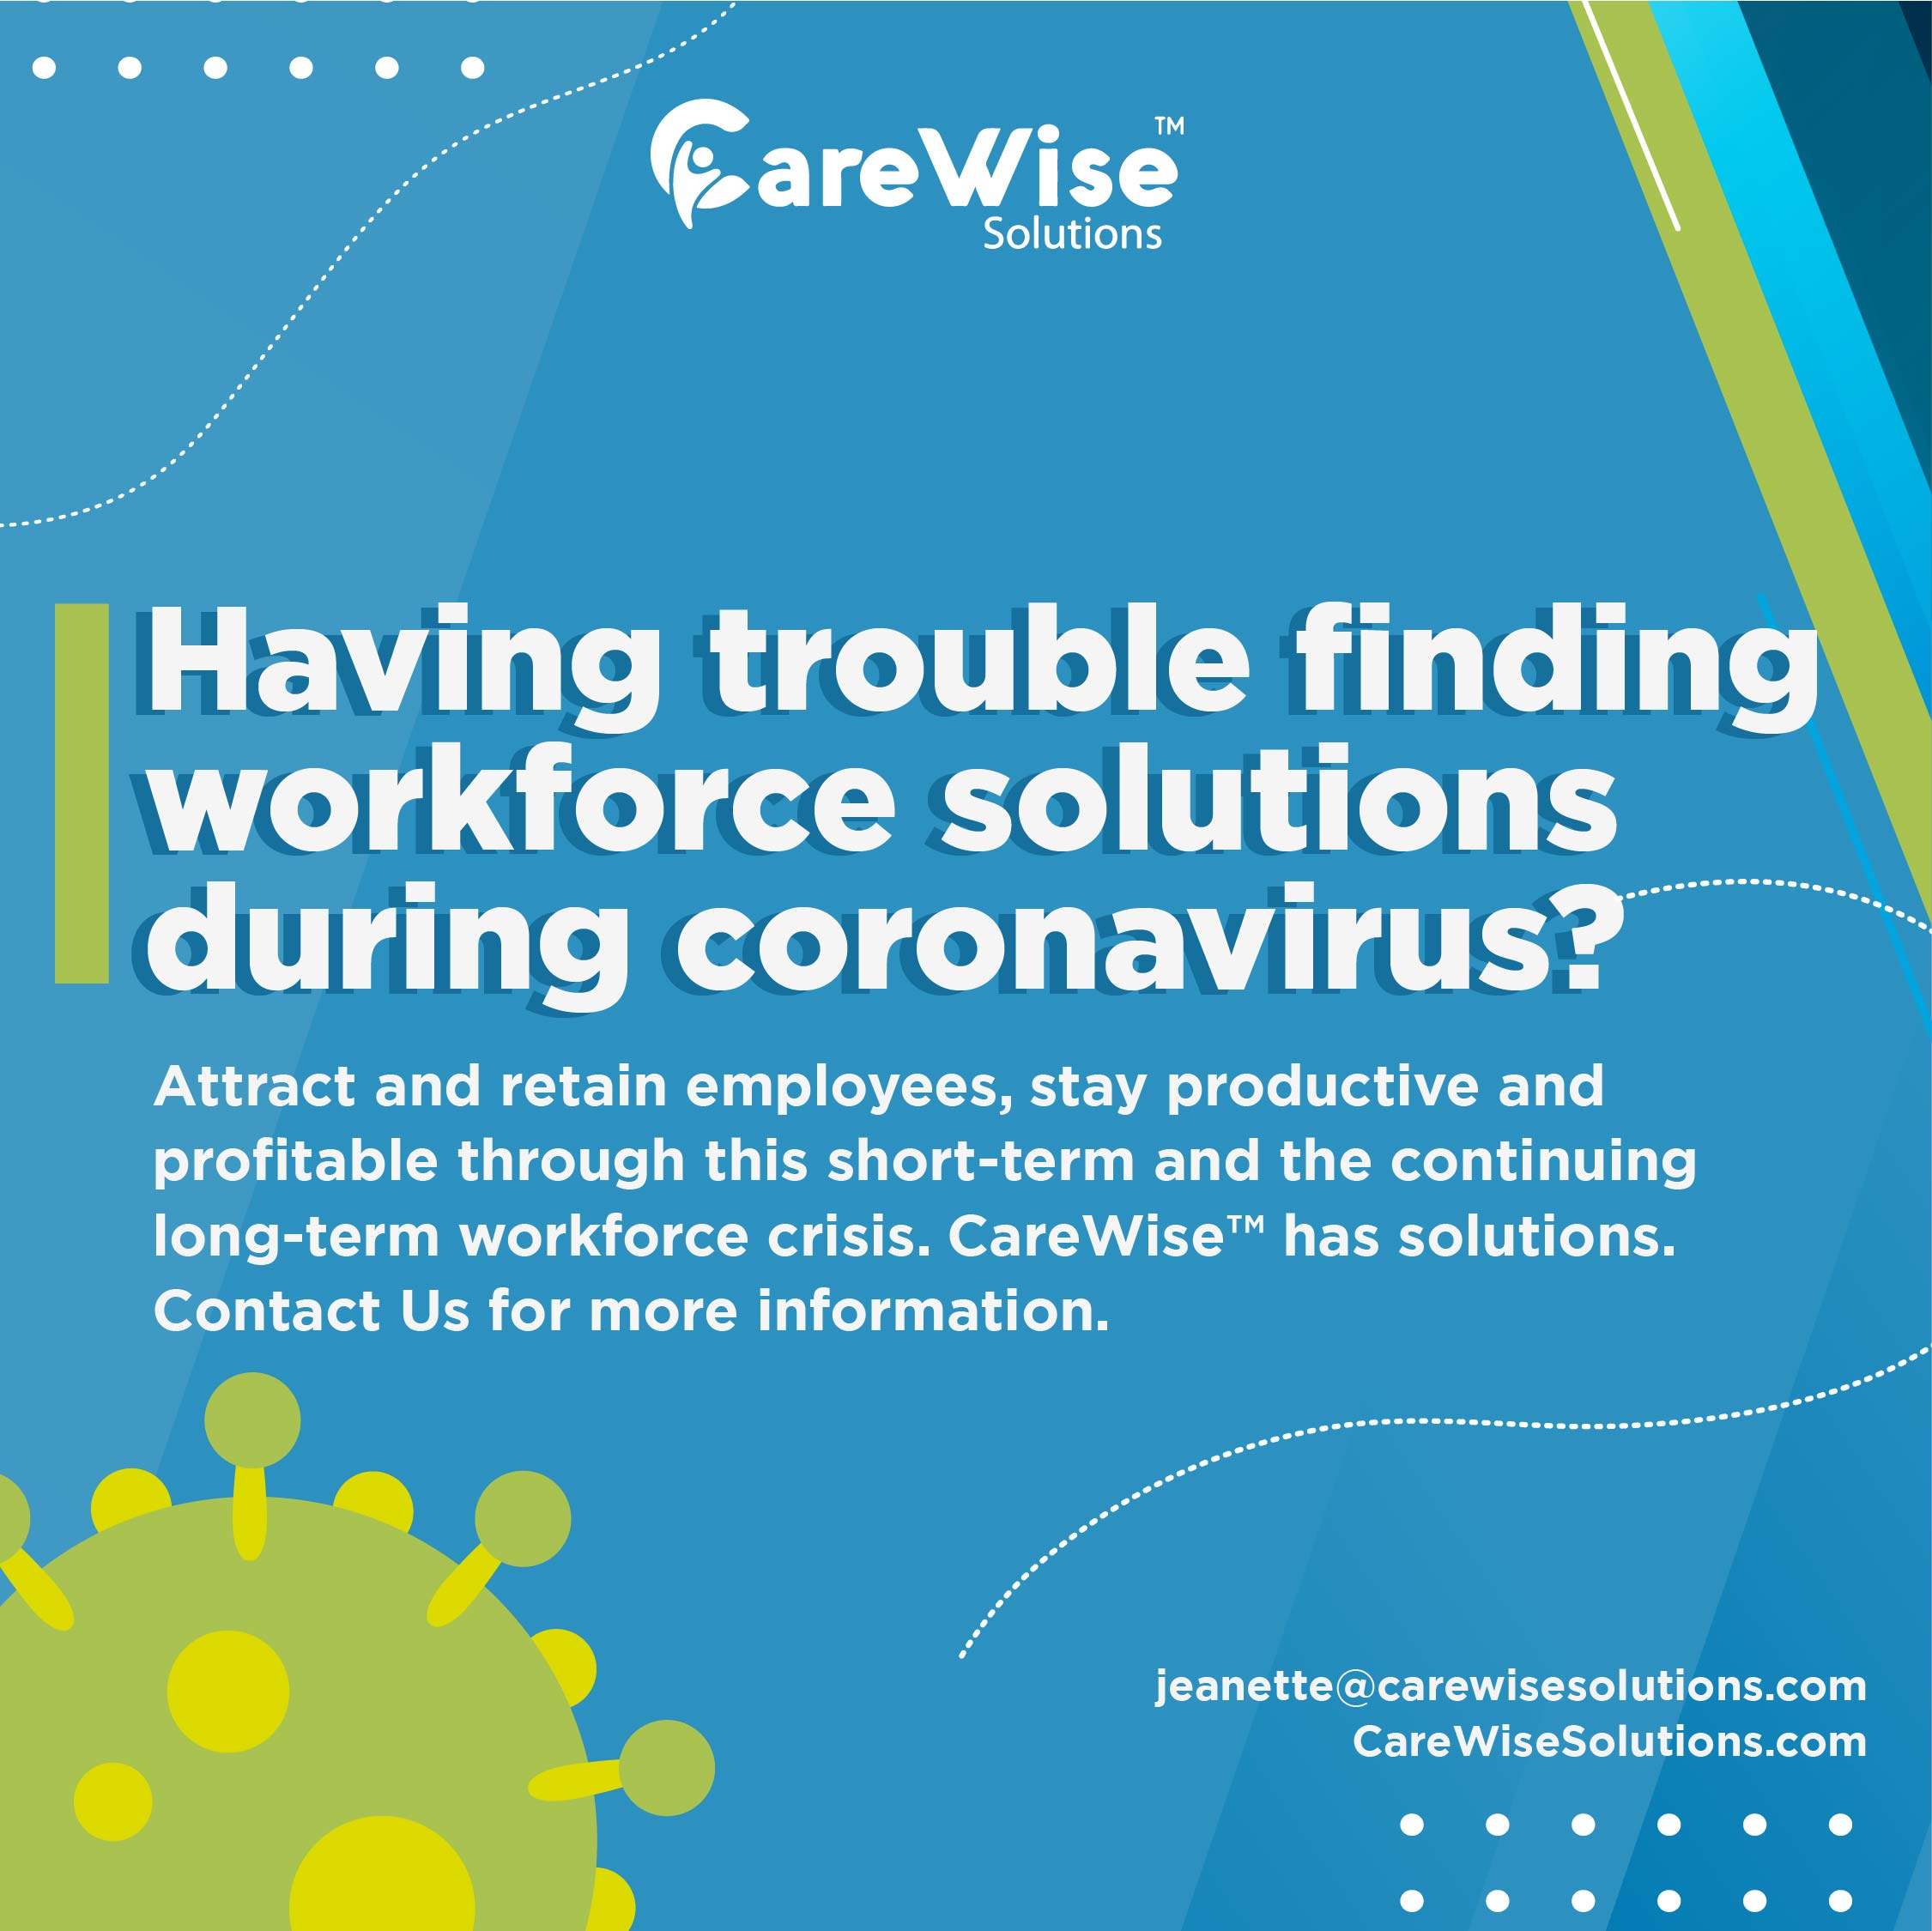 CareWise™
Solutions
Having trouble finding
workforce solutions
during coronavirus?
Attract and retain employees, stay productive and
profitable through this short-term and the continuing
long-term workforce crisis. CareWise™ has solutions.
Contact Us for more information.
jeanette@carewisesolutions.com
CareWiseSolutions.com